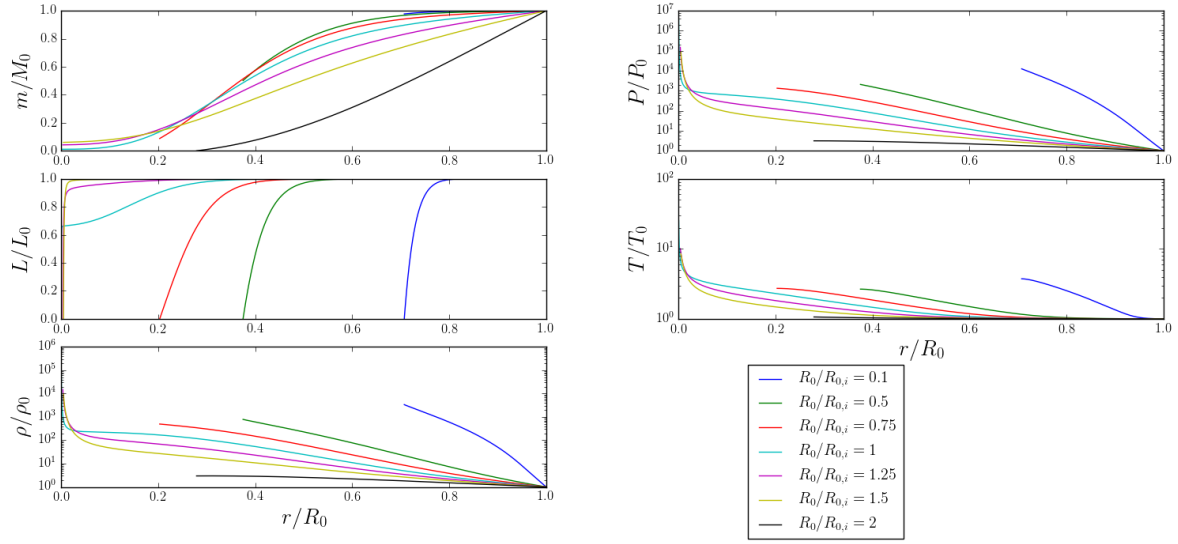 m/M₀
1.0
0.8
0.6
0.4
0.2
0.0
0.0 0.2 0.4 0.6 0.8 1.0
L/L₀
1.0
0.8
0.6
0.4
0.2
0.0
0.0 0.2 0.4 0.6 0.8 1.0
ρ/ρ₀
10⁶
10⁵
10⁴
10³
10²
10¹
10⁰
0.0 0.2 0.4 0.6 0.8 1.0
r/R₀
P/P₀
10⁷
10⁶
10⁵
10⁴
10³
10²
10¹
10⁰
0.0 0.2 0.4 0.6 0.8 1.0
T/T₀
10²
10¹
10⁰
0.0 0.2 0.4 0.6 0.8 1.0
r/R₀
R₀/R₀,ᵢ = 0.1
R₀/R₀,ᵢ = 0.5
R₀/R₀,ᵢ = 0.75
R₀/R₀,ᵢ = 1
R₀/R₀,ᵢ = 1.25
R₀/R₀,ᵢ = 1.5
R₀/R₀,ᵢ = 2